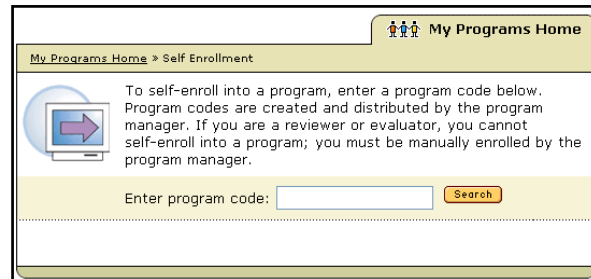 My Programs Home
My Programs Home » Self Enrollment
To self-enroll into a program, enter a program code below.
Program codes are created and distributed by the program
manager. If you are a reviewer or evaluator, you cannot
self-enroll into a program; you must be manually enrolled by the
program manager.
Enter program code: Search